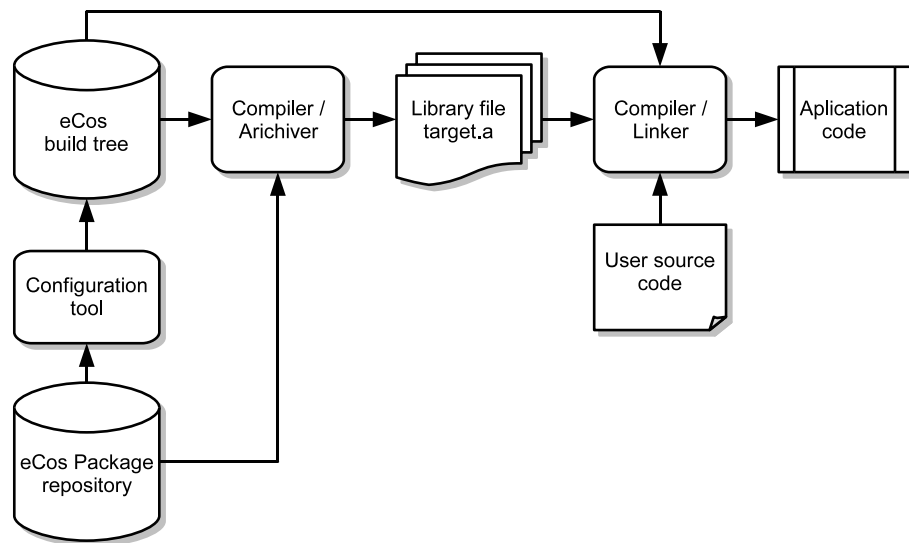 eCos
build tree
Compiler /
Arichiver
Library file
target.a
Compiler /
Linker
Aplication
code
Configuration
tool
User source
code
eCos Package
repository